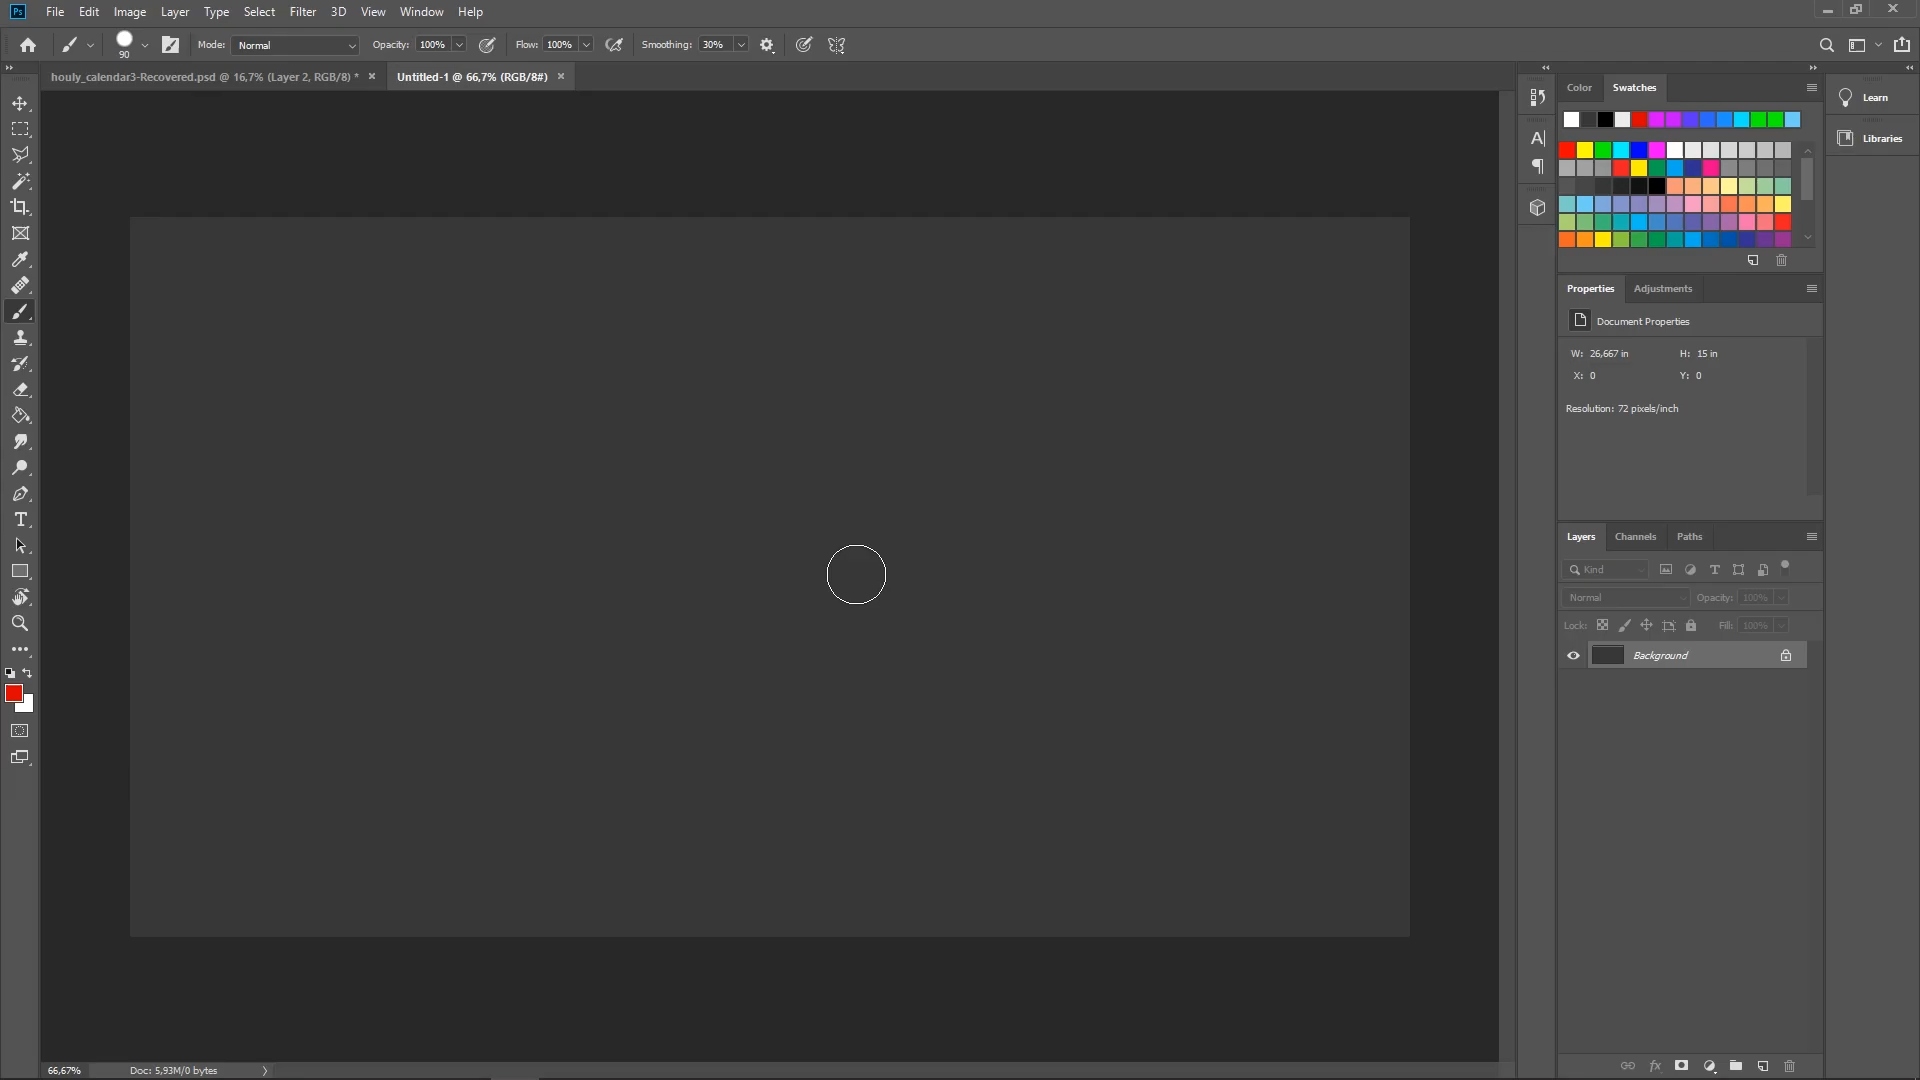 Ps File Edit Image Layer Type Select Filter 3D View Window Help
90 Mode: Normal Opacity: 100% Flow: 100% Smoothing: 30%
houly_calendar3-Recovered.psd @ 16,7% (Layer 2, RGB/8) * × Untitled-1 @ 66,7% (RGB/8#) ×
Color Swatches
Learn
Libraries
Properties Adjustments
Document Properties
W: 26,667 in H: 15 in
X: 0 Y: 0
Resolution: 72 pixels/inch
Layers Channels Paths
Kind
Normal Opacity: 100%
Lock: Fill: 100%
Background
fx
66,67% Doc: 5,93M/0 bytes